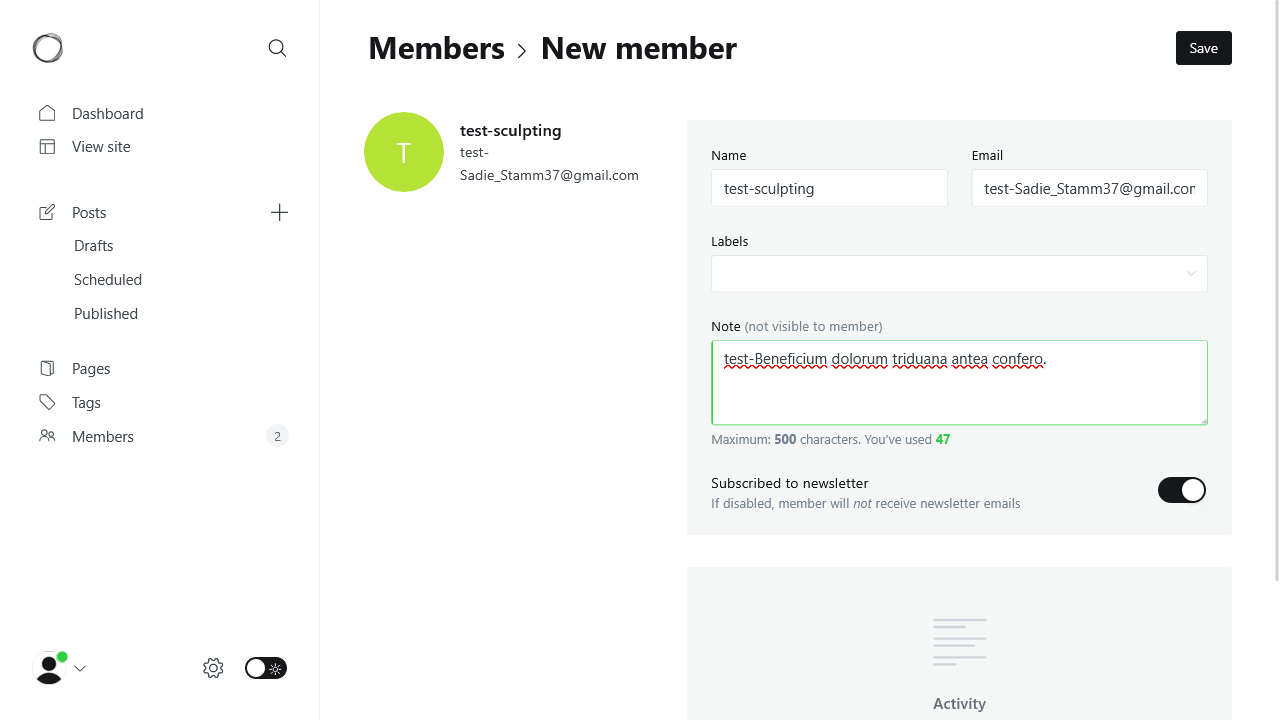 Members
New member
Save
Dashboard
View site
Posts
Drafts
Scheduled
Published
Pages
Tags
Members 2
T
test-sculpting
test-
Sadie_Stamm37@gmail.com
Name
test-sculpting
Email
test-Sadie_Stamm37@gmail.com
Labels
Note (not visible to member)
test-Beneficium dolorum triduana antea confero.
Maximum: 500 characters. You’ve used 47
Subscribed to newsletter
If disabled, member will not receive newsletter emails
Activity